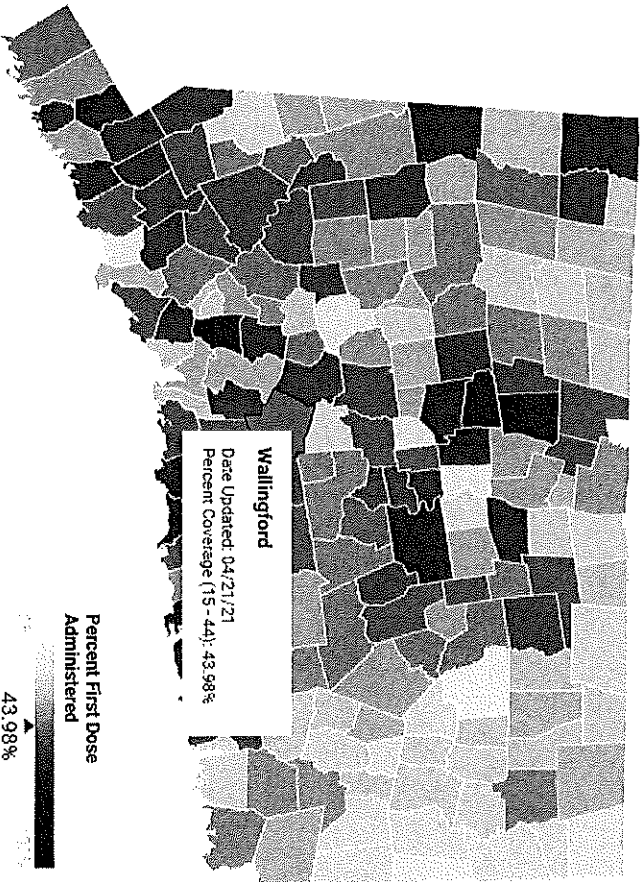 Wallingford
Date Updated: 04/21/21
Percent Coverage (15 - 44): 43.98%
Percent First Dose
Administered
43.98%